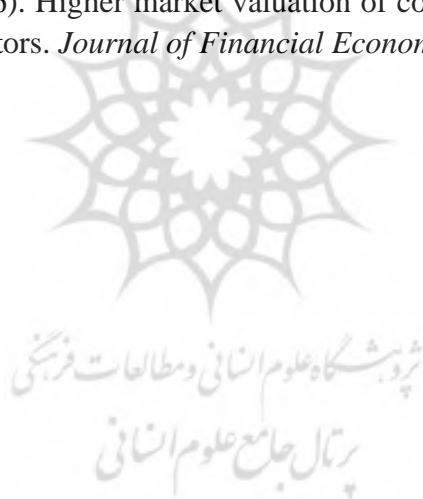 6). Higher market valuation of co
tors. Journal of Financial Econom
پژوهشگاه علوم انسانی و مطالعات فرهنگی
پرتال جامع علوم انسانی